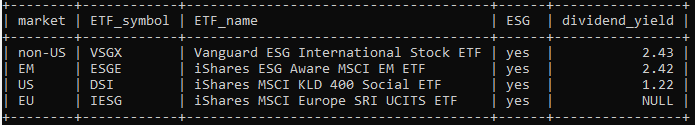 market | ETF_symbol | ETF_name | ESG | dividend_yield
non-US | VSGX | Vanguard ESG International Stock ETF | yes | 2.43
EM | ESGE | iShares ESG Aware MSCI EM ETF | yes | 2.42
US | DSI | iShares MSCI KLD 400 Social ETF | yes | 1.22
EU | IESG | iShares MSCI Europe SRI UCITS ETF | yes | NULL